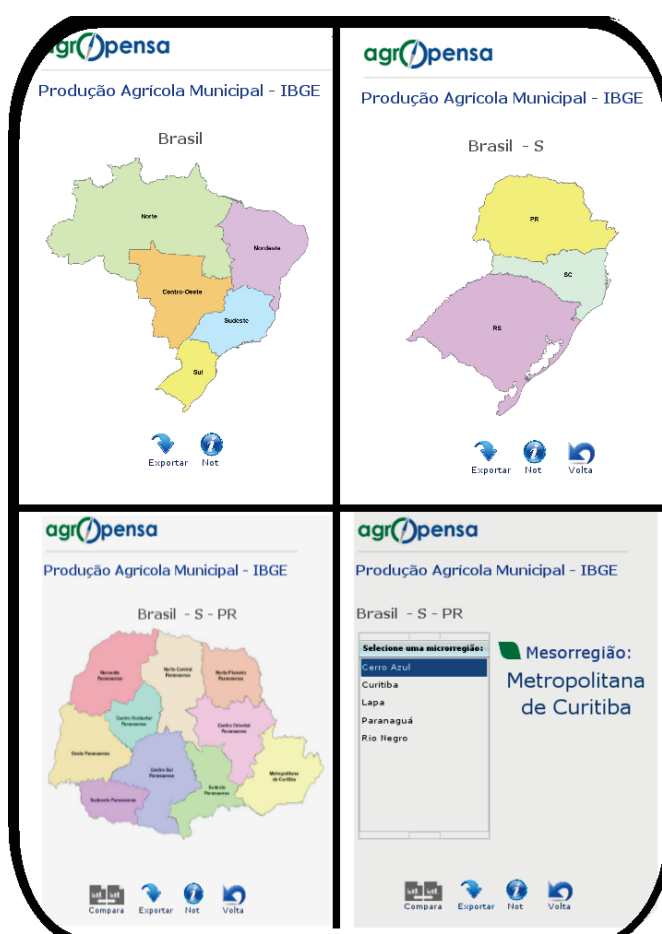 agropensa
Produção Agrícola Municipal - IBGE
Brasil
Norte
Nordeste
Centro-Oeste
Sudeste
Sul
Exportar
Not
agropensa
Produção Agrícola Municipal - IBGE
Brasil - S
PR
SC
RS
Exportar
Not
Volta
agropensa
Produção Agrícola Municipal - IBGE
Brasil - S - PR
Noroeste
Paranaense
Norte Central
Paranaense
Norte Pioneiro
Paranaense
Centro Ocidental
Paranaense
Centro Oriental
Paranaense
Oeste Paranaense
Centro Sul
Paranaense
Metropolitana
de Curitiba
Sudeste
Paranaense
Sudoeste Paranaense
Compara
Exportar
Not
Volta
agropensa
Produção Agrícola Municipal - IBGE
Brasil - S - PR
Selecione uma microrregião:
Cerro Azul
Curitiba
Lapa
Paranaguá
Rio Negro
Mesorregião:
Metropolitana
de Curitiba
Compara
Exportar
Not
Volta